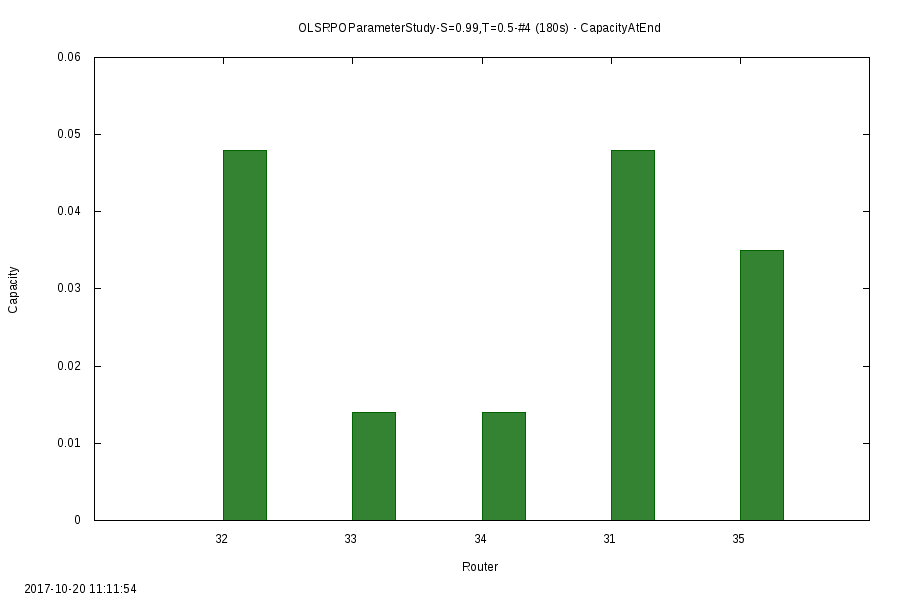 OLSRPOParameterStudy-S=0.99,T=0.5-#4 (180s) - CapacityAtEnd
0.06
0.05
0.04
0.03
0.02
0.01
0
Capacity
32 33 34 31 35
Router
2017-10-20 11:11:54